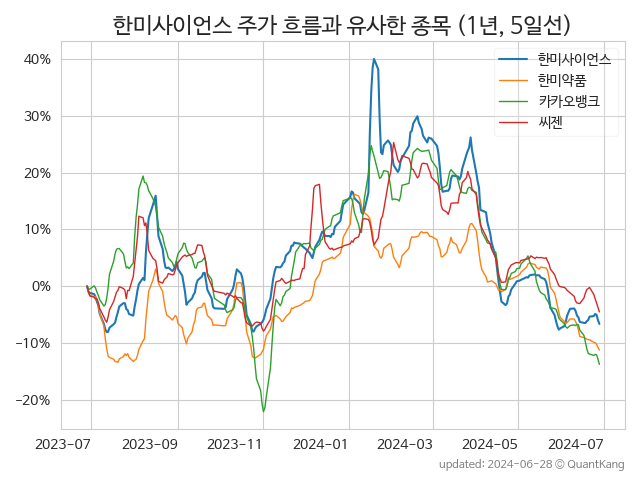 한미사이언스 주가 흐름과 유사한 종목 (1년, 5일선)
한미사이언스
한미약품
카카오뱅크
씨젠
40%
30%
20%
10%
0%
−10%
−20%
2023-07
2023-09
2023-11
2024-01
2024-03
2024-05
2024-07
updated: 2024-06-28 © QuantKang